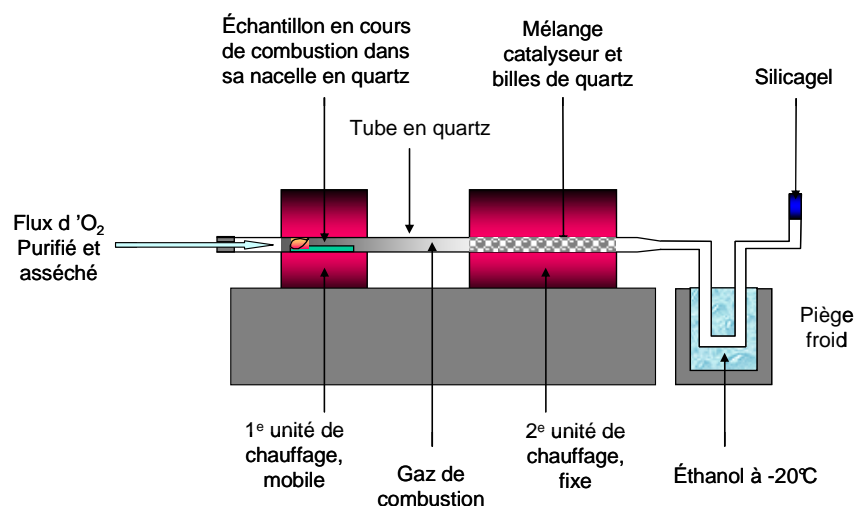 Échantillon en cours
de combustion dans
sa nacelle en quartz
Mélange
catalyseur et
billes de quartz
Silicagel
Tube en quartz
Flux d ’O₂
Purifié et
asséché
Piège
froid
1ᵉ unité de
chauffage,
mobile
Gaz de
combustion
2ᵉ unité de
chauffage,
fixe
Éthanol à -20°C